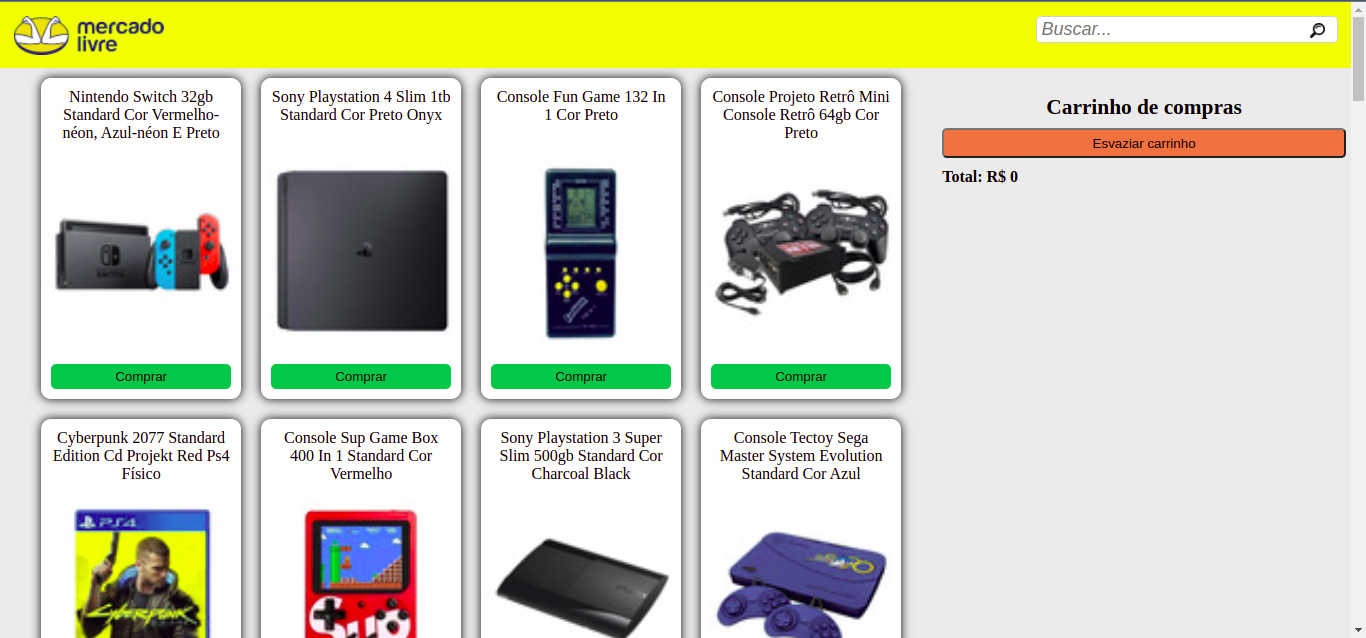 mercado
livre
Buscar...
Nintendo Switch 32gb
Standard Cor Vermelho-
néon, Azul-néon E Preto
Comprar
Sony Playstation 4 Slim 1tb
Standard Cor Preto Onyx
Comprar
Console Fun Game 132 In
1 Cor Preto
Comprar
Console Projeto Retrô Mini
Console Retrô 64gb Cor
Preto
Comprar
Carrinho de compras
Esvaziar carrinho
Total: R$ 0
Cyberpunk 2077 Standard
Edition Cd Projekt Red Ps4
Físico
PS4
Cyberpunk
Console Sup Game Box
400 In 1 Standard Cor
Vermelho
Sup
Sony Playstation 3 Super
Slim 500gb Standard Cor
Charcoal Black
Console Tectoy Sega
Master System Evolution
Standard Cor Azul